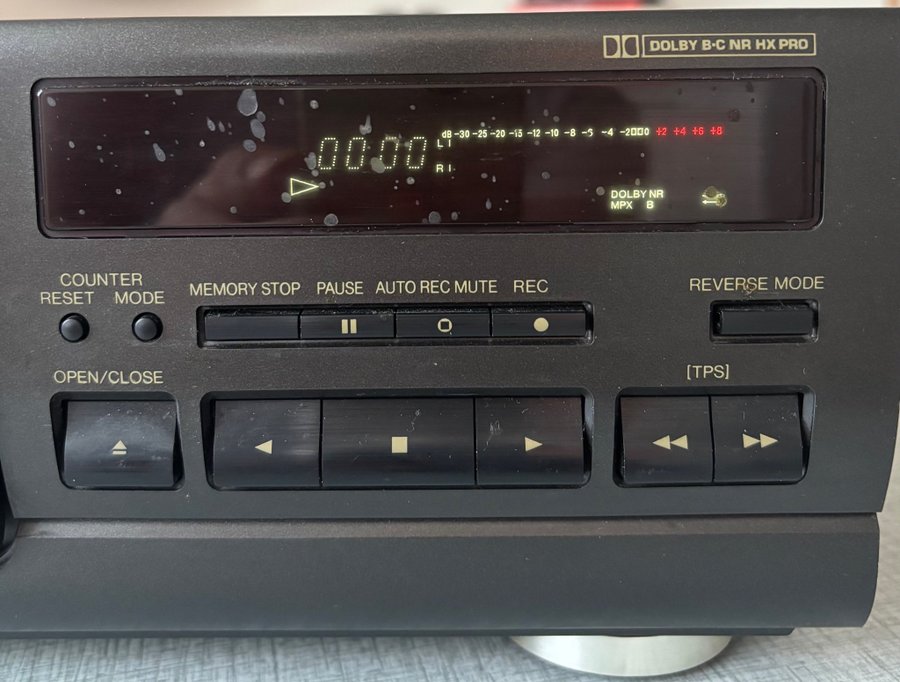 DOLBY B·C NR HX PRO
dB -30 -25 -20 -15 -12 -10 -8 -5 -4 -2 0 +2 +4 +6 +8
00:00
L
R
DOLBY NR
MPX B
COUNTER
RESET MODE
MEMORY STOP PAUSE AUTO REC MUTE REC
REVERSE MODE
OPEN/CLOSE
[TPS]